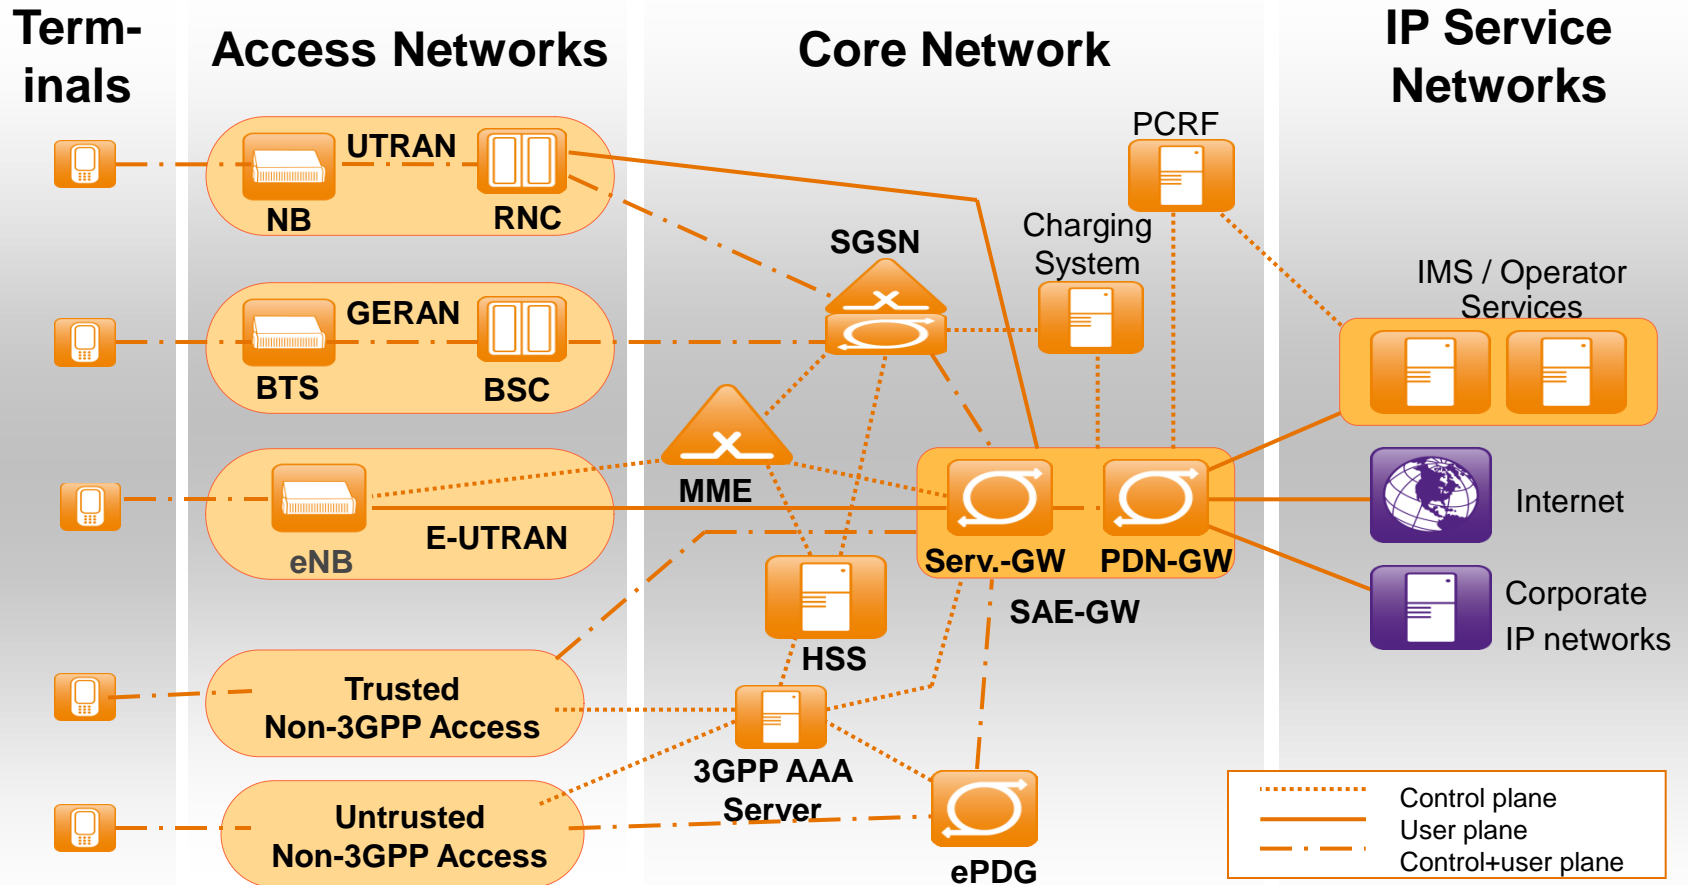 Term-
inals
Access Networks
Core Network
IP Service
Networks
UTRAN
NB
RNC
GERAN
BTS
BSC
eNB
E-UTRAN
Trusted
Non-3GPP Access
Untrusted
Non-3GPP Access
SGSN
Charging
System
PCRF
MME
HSS
Serv.-GW
PDN-GW
SAE-GW
3GPP AAA
Server
ePDG
IMS / Operator
Services
Internet
Corporate
IP networks
Control plane
User plane
Control+user plane